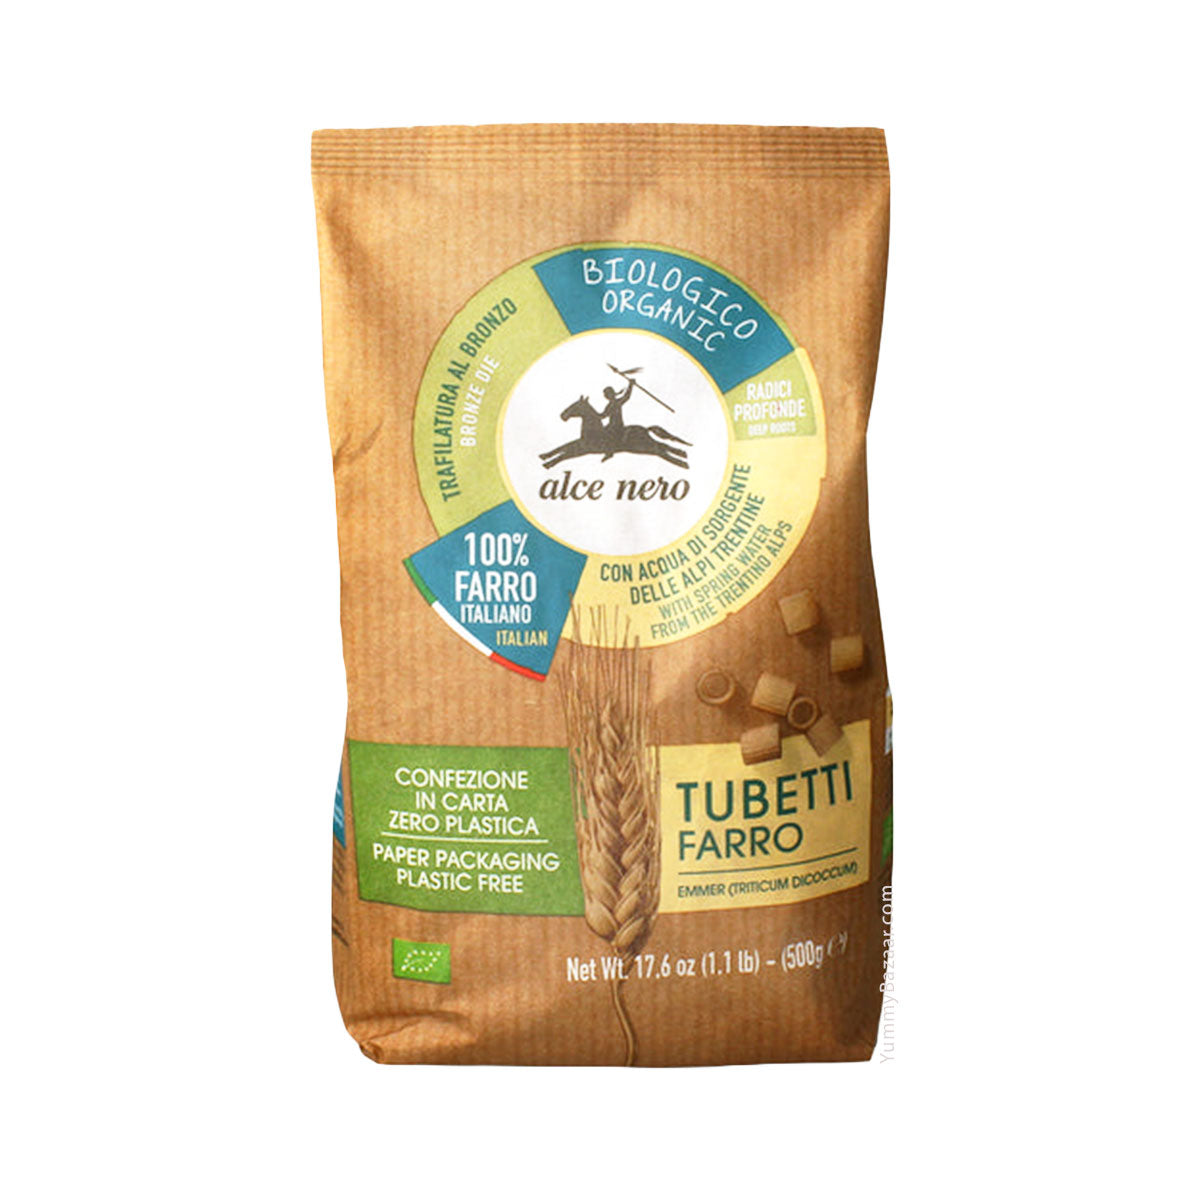 BIOLOGICO
ORGANIC
TRAFILATURA AL BRONZO
BRONZE DIE
RADICI
PROFONDE
DEEP ROOTS
alce nero
100%
FARRO
ITALIANO
ITALIAN
CON ACQUA DI SORGENTE
DELLE ALPI TRENTINE
WITH SPRING WATER
FROM THE TRENTINO ALPS
CONFEZIONE
IN CARTA
ZERO PLASTICA
PAPER PACKAGING
PLASTIC FREE
TUBETTI
FARRO
EMMER (TRITICUM DICOCCUM)
Net Wt. 17.6 oz (1.1 lb) – (500g ℮)
YummyBazaar.com